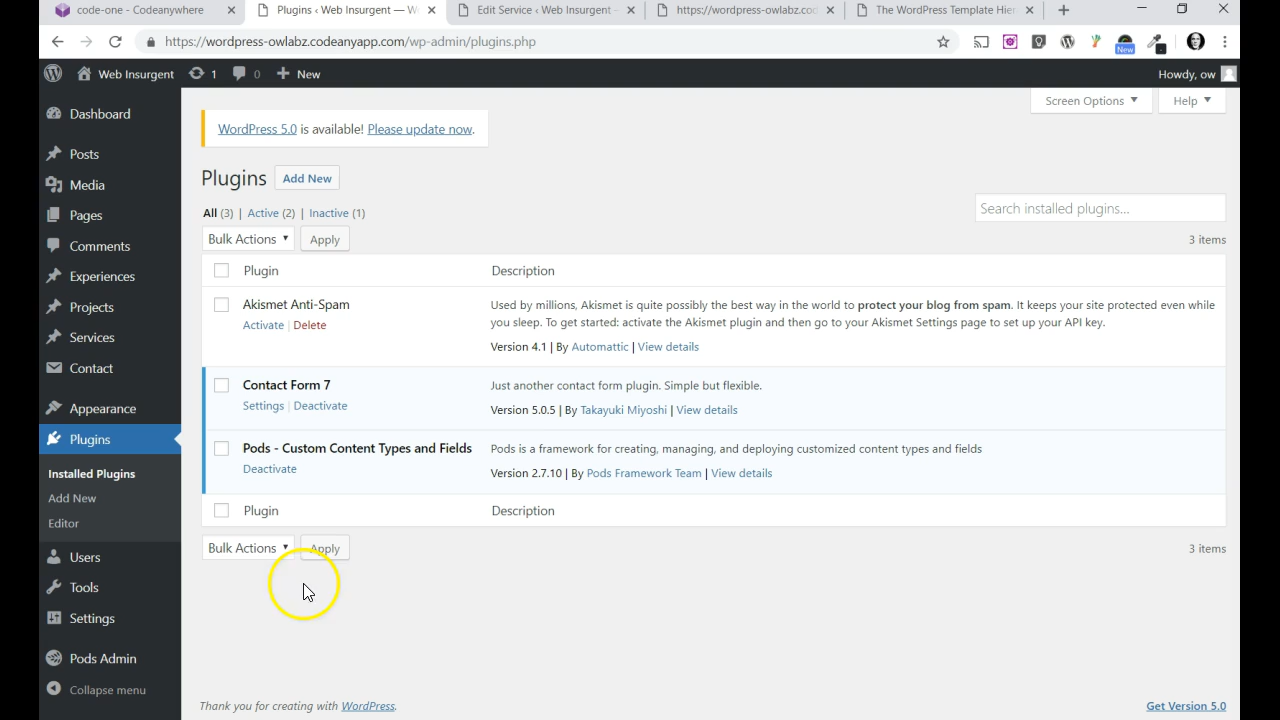 code-one - Codeanywhere
Plugins ‹ Web Insurgent — W
Edit Service ‹ Web Insurgent -
https://wordpress-owlabz.cod
The WordPress Template Hier
https://wordpress-owlabz.codeanyapp.com/wp-admin/plugins.php
New
Web Insurgent
1
0
New
Howdy, ow
Screen Options
Help
Dashboard
Posts
Media
Pages
Comments
Experiences
Projects
Services
Contact
Appearance
Plugins
Installed Plugins
Add New
Editor
Users
Tools
Settings
Pods Admin
Collapse menu
WordPress 5.0 is available! Please update now.
Plugins Add New
All (3) | Active (2) | Inactive (1)
Search installed plugins...
Bulk Actions Apply
3 items
Plugin Description
Akismet Anti-Spam
Activate | Delete
Used by millions, Akismet is quite possibly the best way in the world to protect your blog from spam. It keeps your site protected even while
you sleep. To get started: activate the Akismet plugin and then go to your Akismet Settings page to set up your API key.
Version 4.1 | By Automattic | View details
Contact Form 7
Settings | Deactivate
Just another contact form plugin. Simple but flexible.
Version 5.0.5 | By Takayuki Miyoshi | View details
Pods - Custom Content Types and Fields
Deactivate
Pods is a framework for creating, managing, and deploying customized content types and fields
Version 2.7.10 | By Pods Framework Team | View details
Plugin Description
Bulk Actions Apply
3 items
Thank you for creating with WordPress.
Get Version 5.0